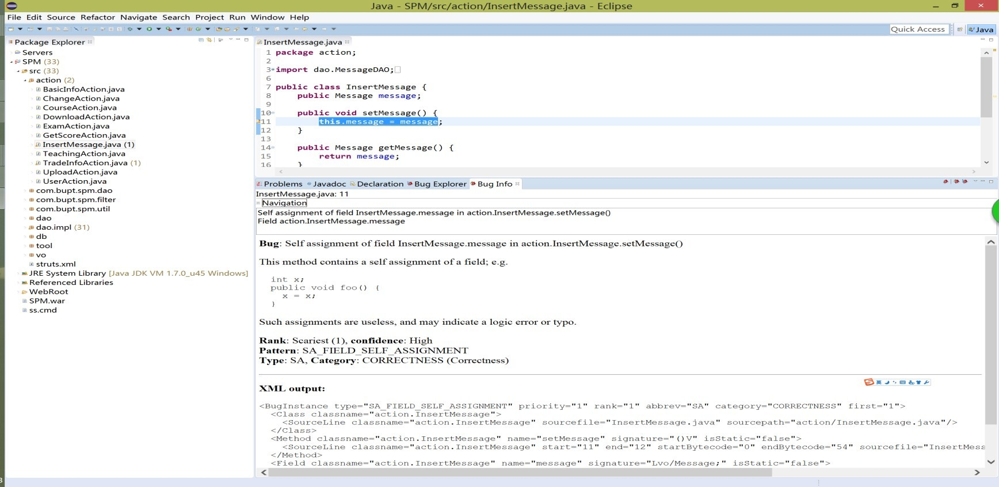 Java - SPM/src/action/InsertMessage.java - Eclipse
File Edit Source Refactor Navigate Search Project Run Window Help
Quick Access
Java
Package Explorer
Servers
SPM (33)
src (33)
action (2)
BasicInfoAction.java
ChangeAction.java
CourseAction.java
DownloadAction.java
ExamAction.java
GetScoreAction.java
InsertMessage.java (1)
TeachingAction.java
TradeInfoAction.java (1)
UploadAction.java
UserAction.java
com.bupt.spm.dao
com.bupt.spm.filter
com.bupt.spm.util
dao
dao.impl (31)
db
tool
vo
struts.xml
JRE System Library [Java JDK VM 1.7.0_u45 Windows]
Referenced Libraries
WebRoot
SPM.war
ss.cmd
InsertMessage.java
1 package action;
2
3 import dao.MessageDAO;
6
7 public class InsertMessage {
8 public Message message;
9
10 public void setMessage() {
11 this.message = message;
12 }
13
14 public Message getMessage() {
15 return message;
16 }
Problems Javadoc Declaration Bug Explorer Bug Info
InsertMessage.java: 11
Navigation
Self assignment of field InsertMessage.message in action.InsertMessage.setMessage()
Field action.InsertMessage.message
Bug: Self assignment of field InsertMessage.message in action.InsertMessage.setMessage()
This method contains a self assignment of a field; e.g.
int x;
public void foo() {
x = x;
}
Such assignments are useless, and may indicate a logic error or typo.
Rank: Scariest (1), confidence: High
Pattern: SA_FIELD_SELF_ASSIGNMENT
Type: SA, Category: CORRECTNESS (Correctness)
英
XML output:
<BugInstance type="SA_FIELD_SELF_ASSIGNMENT" priority="1" rank="1" abbrev="SA" category="CORRECTNESS" first="1">
<Class classname="action.InsertMessage">
<SourceLine classname="action.InsertMessage" sourcefile="InsertMessage.java" sourcepath="action/InsertMessage.java"/>
</Class>
<Method classname="action.InsertMessage" name="setMessage" signature="()V" isStatic="false">
<SourceLine classname="action.InsertMessage" start="11" end="12" startBytecode="0" endBytecode="54" sourcefile="InsertMess
</Method>
<Field classname="action.InsertMessage" name="message" signature="Lvo/Message;" isStatic="false">